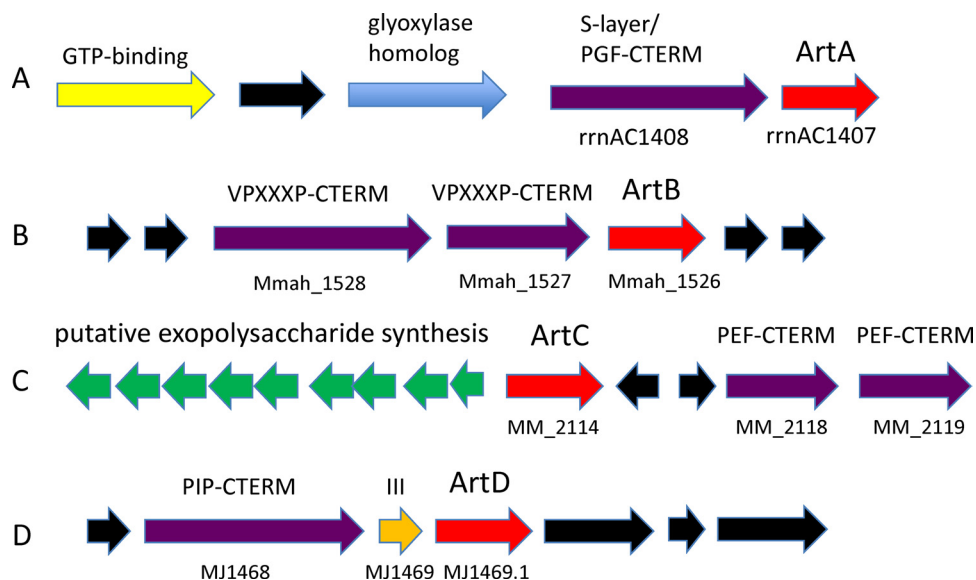 A
GTP-binding
glyoxylase
homolog
S-layer/
PGF-CTERM
ArtA
rrnAC1408
rrnAC1407
B
VPXXXP-CTERM
VPXXXP-CTERM
ArtB
Mmah_1528
Mmah_1527
Mmah_1526
C
putative exopolysaccharide synthesis
ArtC
PEF-CTERM
PEF-CTERM
MM_2114
MM_2118
MM_2119
D
PIP-CTERM
III
ArtD
MJ1468
MJ1469
MJ1469.1